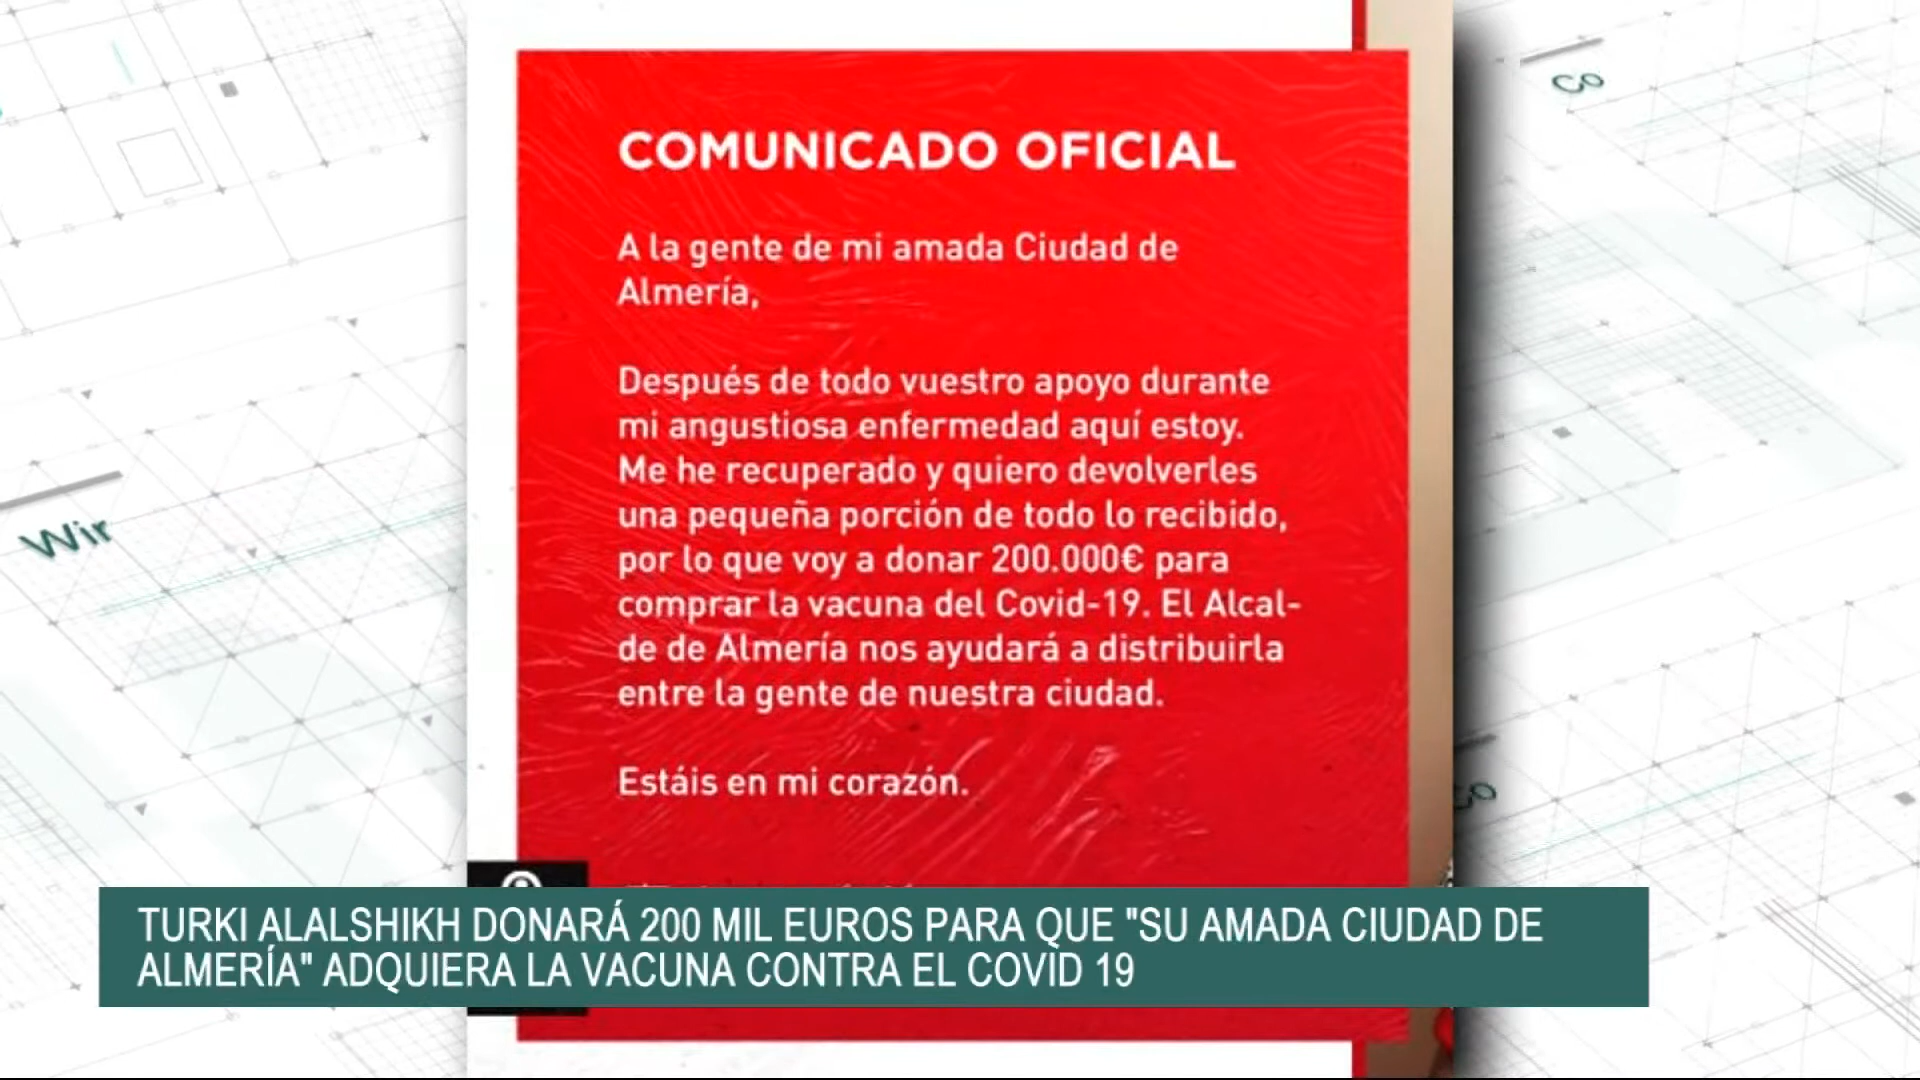 COMUNICADO OFICIAL
A la gente de mi amada Ciudad de
Almería,
Después de todo vuestro apoyo durante
mi angustiosa enfermedad aquí estoy.
Me he recuperado y quiero devolverles
una pequeña porción de todo lo recibido,
por lo que voy a donar 200.000€ para
comprar la vacuna del Covid-19. El Alcal-
de de Almería nos ayudará a distribuirla
entre la gente de nuestra ciudad.
Estáis en mi corazón.
TURKI ALALSHIKH DONARÁ 200 MIL EUROS PARA QUE "SU AMADA CIUDAD DE
ALMERÍA" ADQUIERA LA VACUNA CONTRA EL COVID 19
Wir
Co
Co